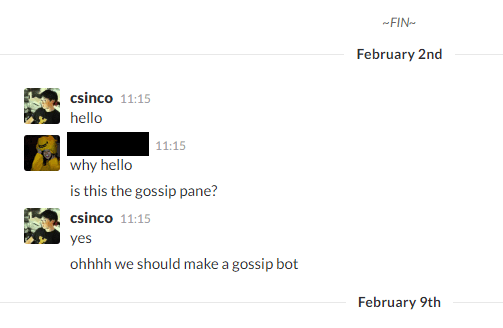 ~FIN~
February 2nd
csinco 11:15
hello
11:15
why hello
is this the gossip pane?
csinco 11:15
yes
ohhhh we should make a gossip bot
February 9th